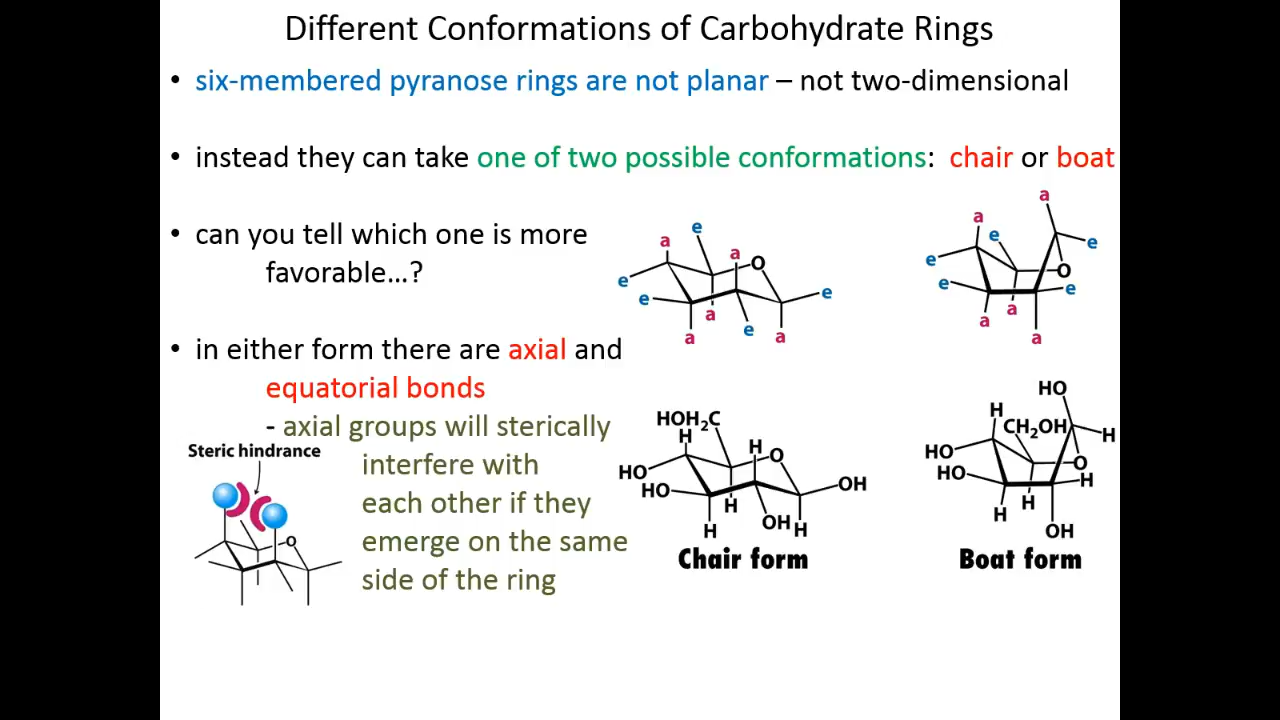 Different Conformations of Carbohydrate Rings
• six-membered pyranose rings are not planar – not two-dimensional
• instead they can take one of two possible conformations: chair or boat
• can you tell which one is more
favorable...?
• in either form there are axial and
equatorial bonds
- axial groups will sterically
interfere with
each other if they
emerge on the same
side of the ring
Steric hindrance
O
a e a O
e e e
a a e a
a a
e e
e O
e e
a a a
HOH₂C
H H O
HO HO OH
H H OH H
Chair form
HO
H CH₂OH H
HO O
HO H
H H
OH
Boat form